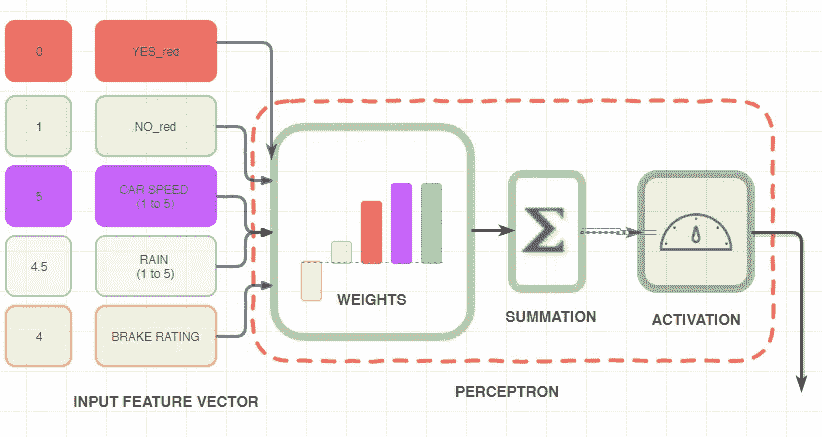 0
YES_red
1
NO_red
5
CAR SPEED
(1 to 5)
4.5
RAIN
(1 to 5)
4
BRAKE RATING
INPUT FEATURE VECTOR
WEIGHTS
Σ
SUMMATION
ACTIVATION
PERCEPTRON